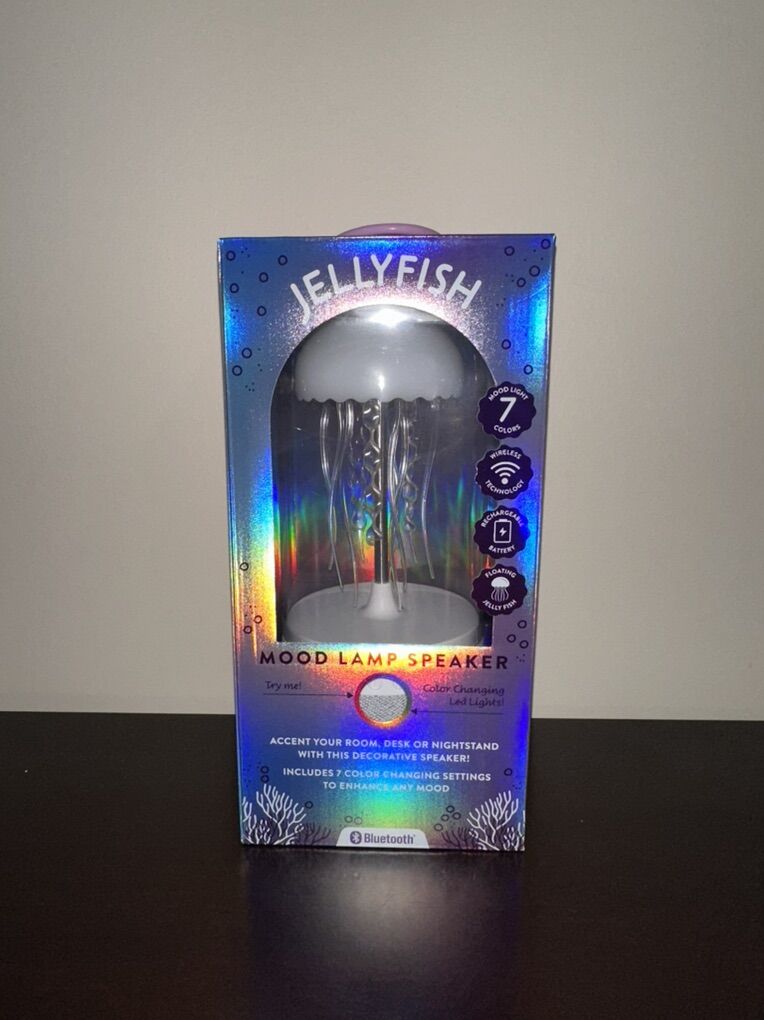 JELLYFISH
MOOD LIGHT
7
COLORS
WIRELESS
TECHNOLOGY
RECHARGEABLE
BATTERY
FLOATING
JELLY FISH
MOOD LAMP SPEAKER
Try me!
Color Changing
Led Lights!
ACCENT YOUR ROOM, DESK OR NIGHTSTAND
WITH THIS DECORATIVE SPEAKER!
INCLUDES 7 COLOR CHANGING SETTINGS
TO ENHANCE ANY MOOD
Bluetooth®